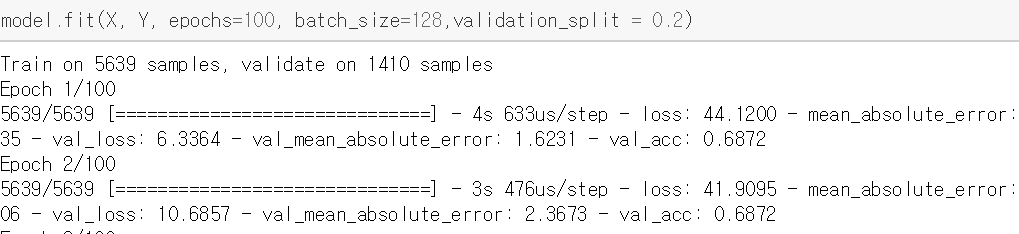 model.fit(X, Y, epochs=100, batch_size=128,validation_split = 0.2)
Train on 5639 samples, validate on 1410 samples
Epoch 1/100
5639/5639 [==============================] - 4s 633us/step - loss: 44.1200 - mean_absolute_error:
35 - val_loss: 6.3364 - val_mean_absolute_error: 1.6231 - val_acc: 0.6872
Epoch 2/100
5639/5639 [==============================] - 3s 476us/step - loss: 41.9095 - mean_absolute_error:
06 - val_loss: 10.6857 - val_mean_absolute_error: 2.3673 - val_acc: 0.6872